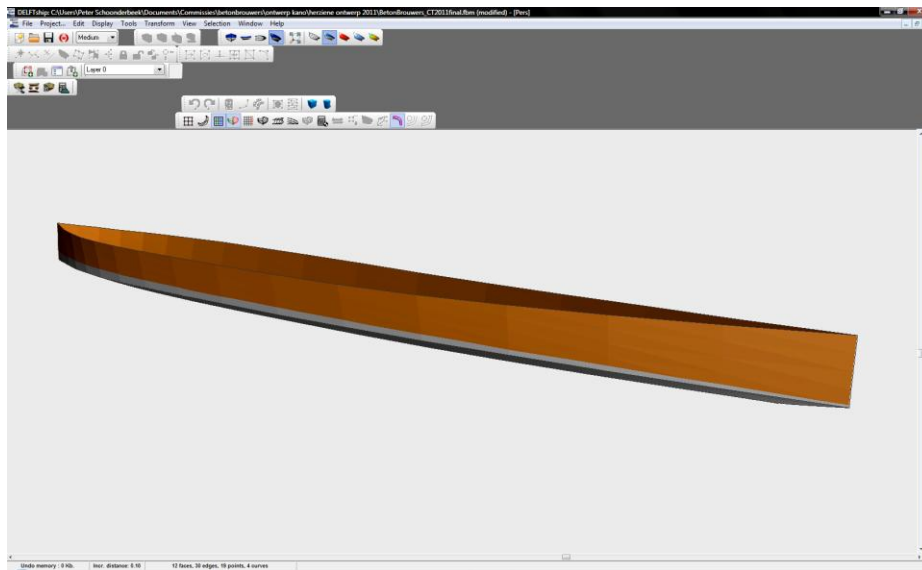 DELFTship: C:\Users\Peter Schoonderbeek\Documents\Commissies\betonbrouwers\ontwerp kano\herziene ontwerp 2011\BetonBrouwers_CT2011final.fbm (modified) - [Pers]
File Project... Edit Display Tools Transform View Selection Window Help
Medium
Layer 0
Undo memory : 0 Kb. Incr. distance: 0.10 12 faces, 30 edges, 19 points, 4 curves